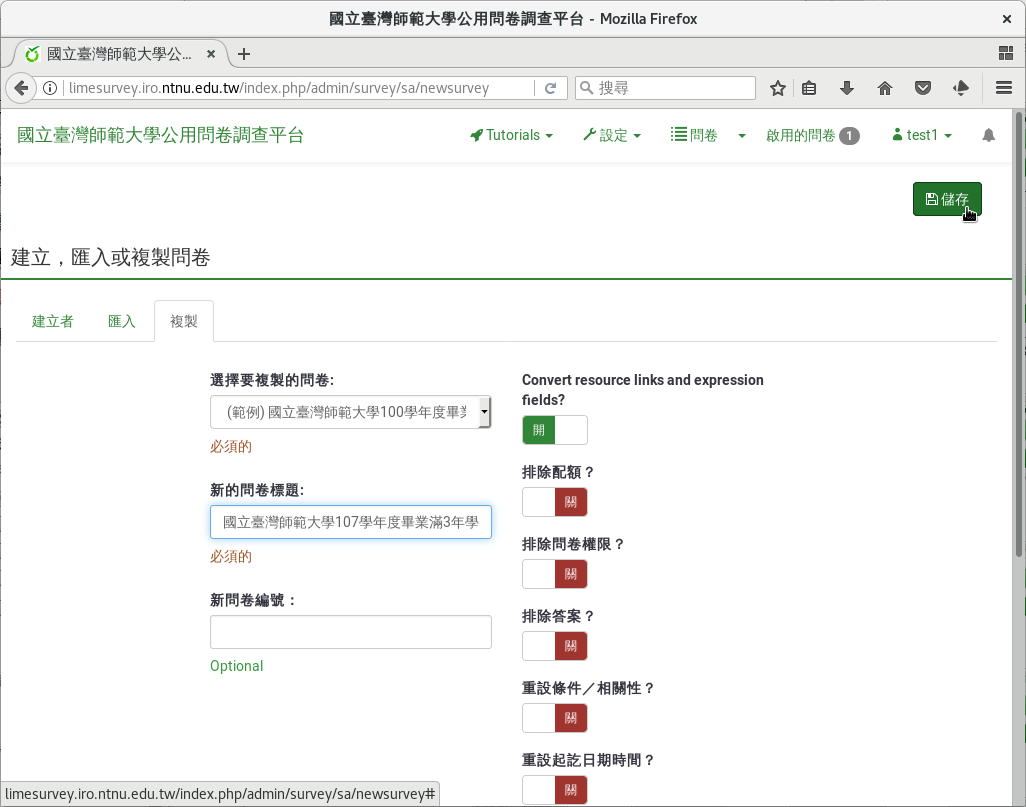 國立臺灣師範大學公用問卷調查平台 - Mozilla Firefox
國立臺灣師範大學公...
limesurvey.iro.ntnu.edu.tw/index.php/admin/survey/sa/newsurvey
搜尋
國立臺灣師範大學公用問卷調查平台
Tutorials
設定
問卷
啟用的問卷 1
test1
儲存
建立，匯入或複製問卷
建立者
匯入
複製
選擇要複製的問卷:
(範例) 國立臺灣師範大學100學年度畢業
必須的
新的問卷標題:
國立臺灣師範大學107學年度畢業滿3年學
必須的
新問卷編號：
Optional
Convert resource links and expression
fields?
開
排除配額？
關
排除問卷權限？
關
排除答案？
關
重設條件／相關性？
關
重設起訖日期時間？
關
limesurvey.iro.ntnu.edu.tw/index.php/admin/survey/sa/newsurvey#